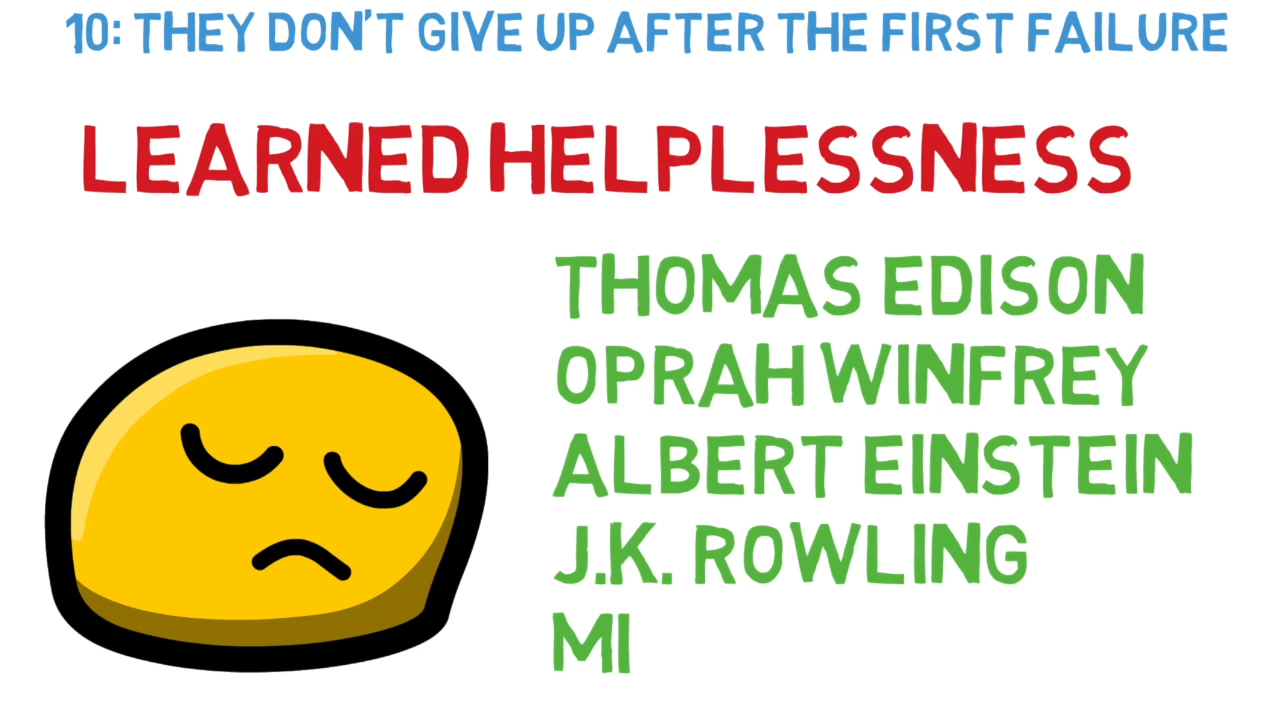 10: THEY DON'T GIVE UP AFTER THE FIRST FAILURE
LEARNED HELPLESSNESS
THOMAS EDISON
OPRAH WINFREY
ALBERT EINSTEIN
J.K. ROWLING
MI